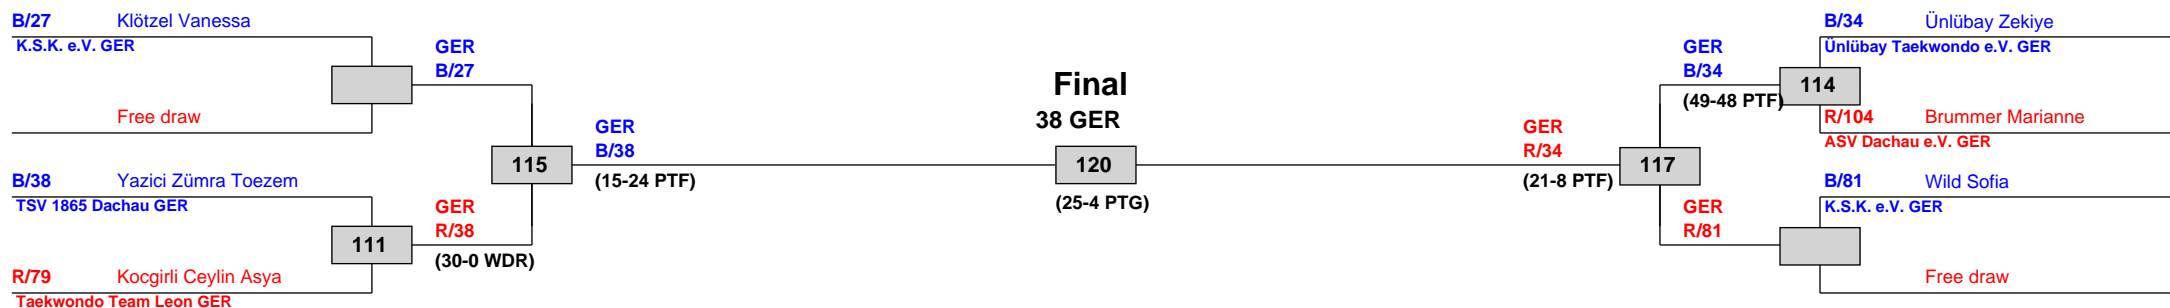 B/27 Klötzel Vanessa
K.S.K. e.V. GER
Free draw
GER
B/27
B/38 Yazici Zümra Toezem
TSV 1865 Dachau GER
111
R/79 Kocgirli Ceylin Asya
Taekwondo Team Leon GER
GER
R/38
(30-0 WDR)
115
GER
B/38
(15-24 PTF)
Final
38 GER
120
(25-4 PTG)
GER
R/34
(21-8 PTF)
117
GER
B/34
(49-48 PTF)
114
B/34 Ünlübay Zekiye
Ünlübay Taekwondo e.V. GER
R/104 Brummer Marianne
ASV Dachau e.V. GER
GER
R/81
B/81 Wild Sofia
K.S.K. e.V. GER
Free draw